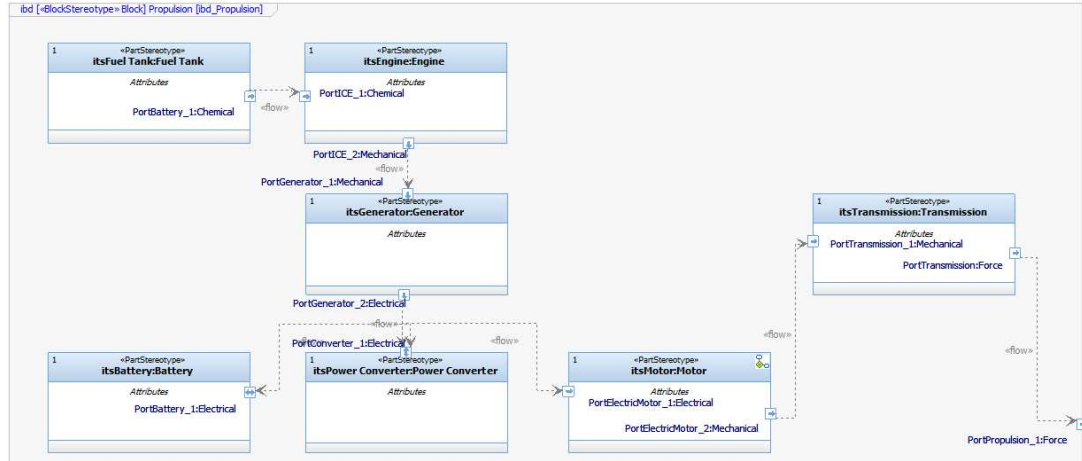 ibd [«BlockStereotype» Block] Propulsion [ibd_Propulsion]
1 «PartStereotype»
itsFuel Tank:Fuel Tank
Attributes
PortBattery_1:Chemical
«flow»
1 «PartStereotype»
itsEngine:Engine
Attributes
PortICE_1:Chemical
PortICE_2:Mechanical
«flow»
PortGenerator_1:Mechanical
1 «PartStereotype»
itsGenerator:Generator
Attributes
PortGenerator_2:Electrical
«flow»
1 «PartStereotype»
itsTransmission:Transmission
Attributes
PortTransmission_1:Mechanical
PortTransmission:Force
«flow»
PortConverter_1:Electrical
«flow»
«flow»
«flow»
1 «PartStereotype»
itsBattery:Battery
Attributes
PortBattery_1:Electrical
1 «PartStereotype»
itsPower Converter:Power Converter
Attributes
1 «PartStereotype»
itsMotor:Motor
Attributes
PortElectricMotor_1:Electrical
PortElectricMotor_2:Mechanical
PortPropulsion_1:Force